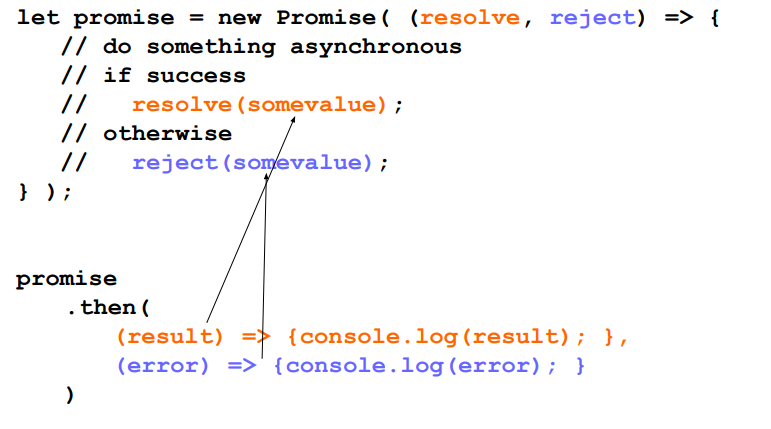 let promise = new Promise( (resolve, reject) => {
// do something asynchronous
// if success
// resolve(somevalue);
// otherwise
// reject(somevalue);
} );
promise
.then(
(result) => {console.log(result); },
(error) => {console.log(error); }
)